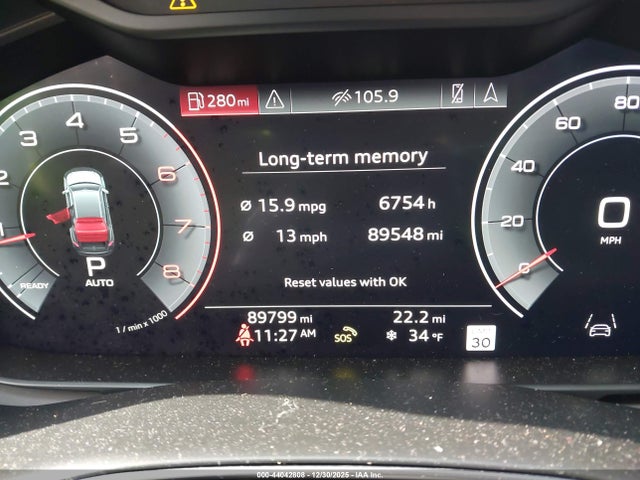 280 mi
105.9
Long-term memory
Ø 15.9 mpg 6754 h
Ø 13 mph 89548 mi
Reset values with OK
89799 mi 22.2 mi
11:27 AM SOS 34 °F
30
1 2 3 4 5 6 7 8
READY
P
AUTO
1 / min x 1000
0 20 40 60 80
0
MPH
000-44042808 - 12/30/2025 - IAA Inc.